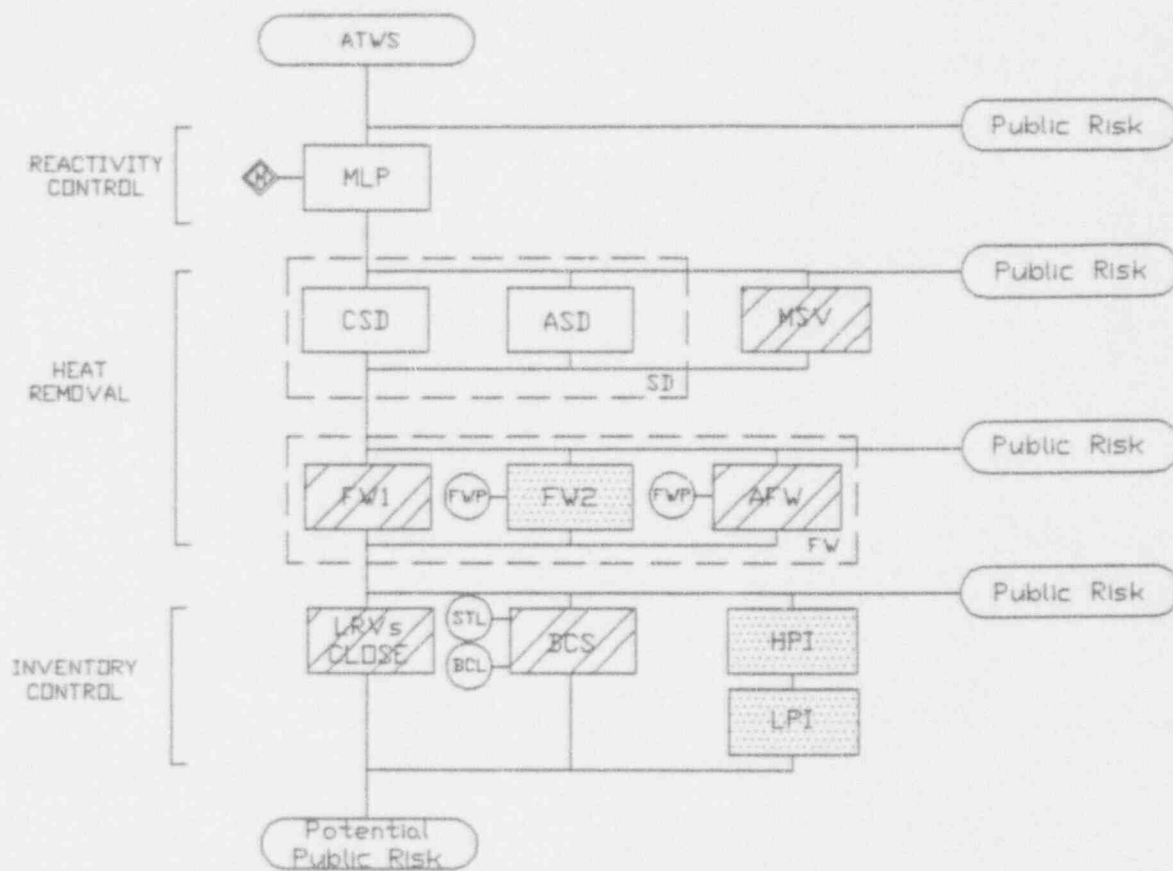 ATWS
Public Risk
REACTIVITY
CONTROL
M
MLP
Public Risk
CSD
ASD
MSV
HEAT
REMOVAL
SD
Public Risk
FW1
FWP
FW2
FWP
AFW
FW
Public Risk
LRVs
CLOSE
STL
BCL
BCS
HPI
INVENTORY
CONTROL
LPI
Potential
Public Risk